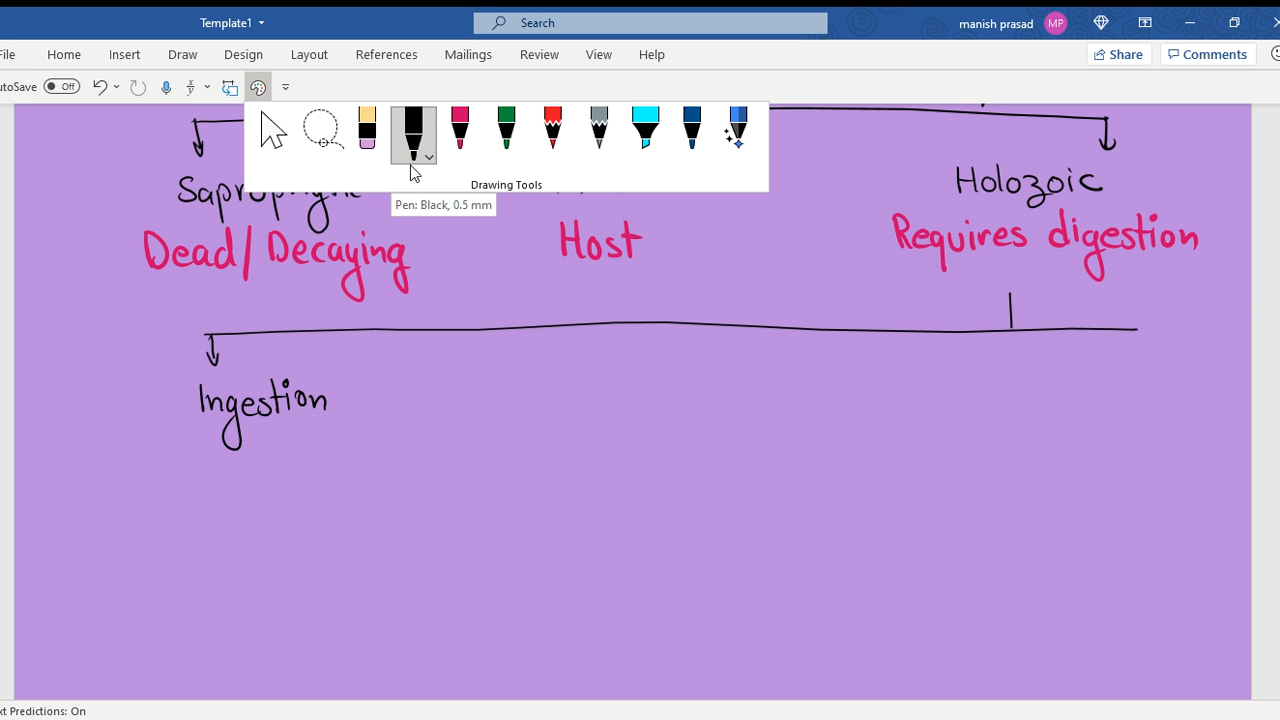 Template1
Search
manish prasad MP
File Home Insert Draw Design Layout References Mailings Review View Help Share Comments
AutoSave Off
Drawing Tools
Pen: Black, 0.5 mm
Holozoic
Dead/Decaying Host Requires digestion
Ingestion
Text Predictions: On